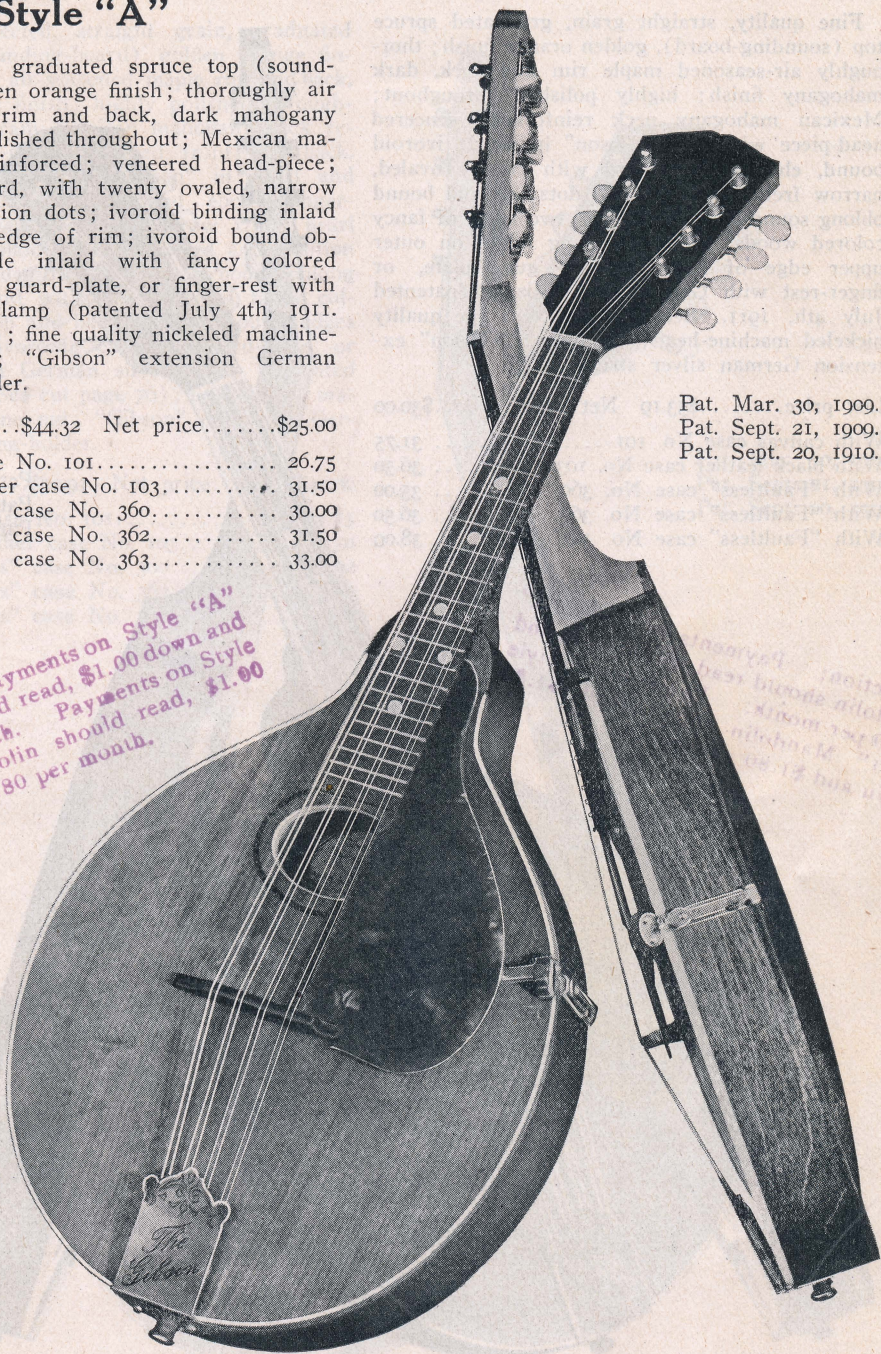 Style “A”
graduated spruce top (sound-
en orange finish; thoroughly air
rim and back, dark mahogany
lished throughout; Mexican ma-
inforced; veneered head-piece;
rd, with twenty ovaled, narrow
ion dots; ivoroid binding inlaid
edge of rim; ivoroid bound ob-
le inlaid with fancy colored
guard-plate, or finger-rest with
lamp (patented July 4th, 1911.
; fine quality nickeled machine-
; “Gibson” extension German
der.
...$44.32 Net price.......$25.00
e No. 101................ 26.75
er case No. 103.......... 31.50
case No. 360............ 30.00
case No. 362............ 31.50
case No. 363............ 33.00
Pat. Mar. 30, 1909.
Pat. Sept. 21, 1909.
Pat. Sept. 20, 1910.
yments on Style “A”
d read, $1.00 down and
h. Payments on Style
olin should read, $1.00
80 per month.
The
Gibson